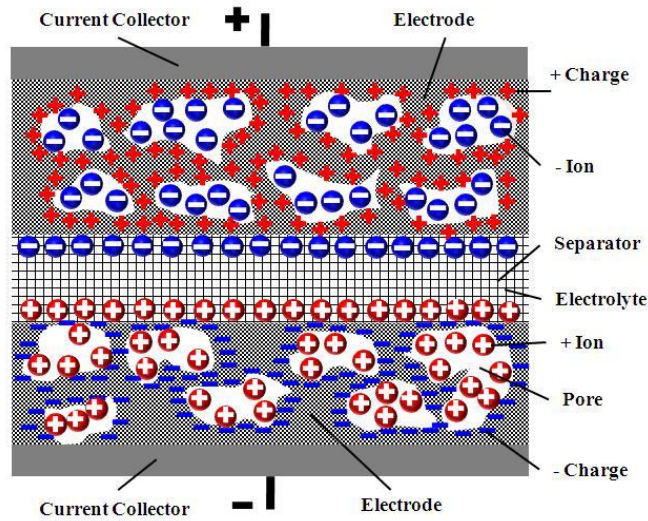 Current Collector
Electrode
+ Charge
- Ion
Separator
Electrolyte
+ Ion
Pore
- Charge
Current Collector
Electrode